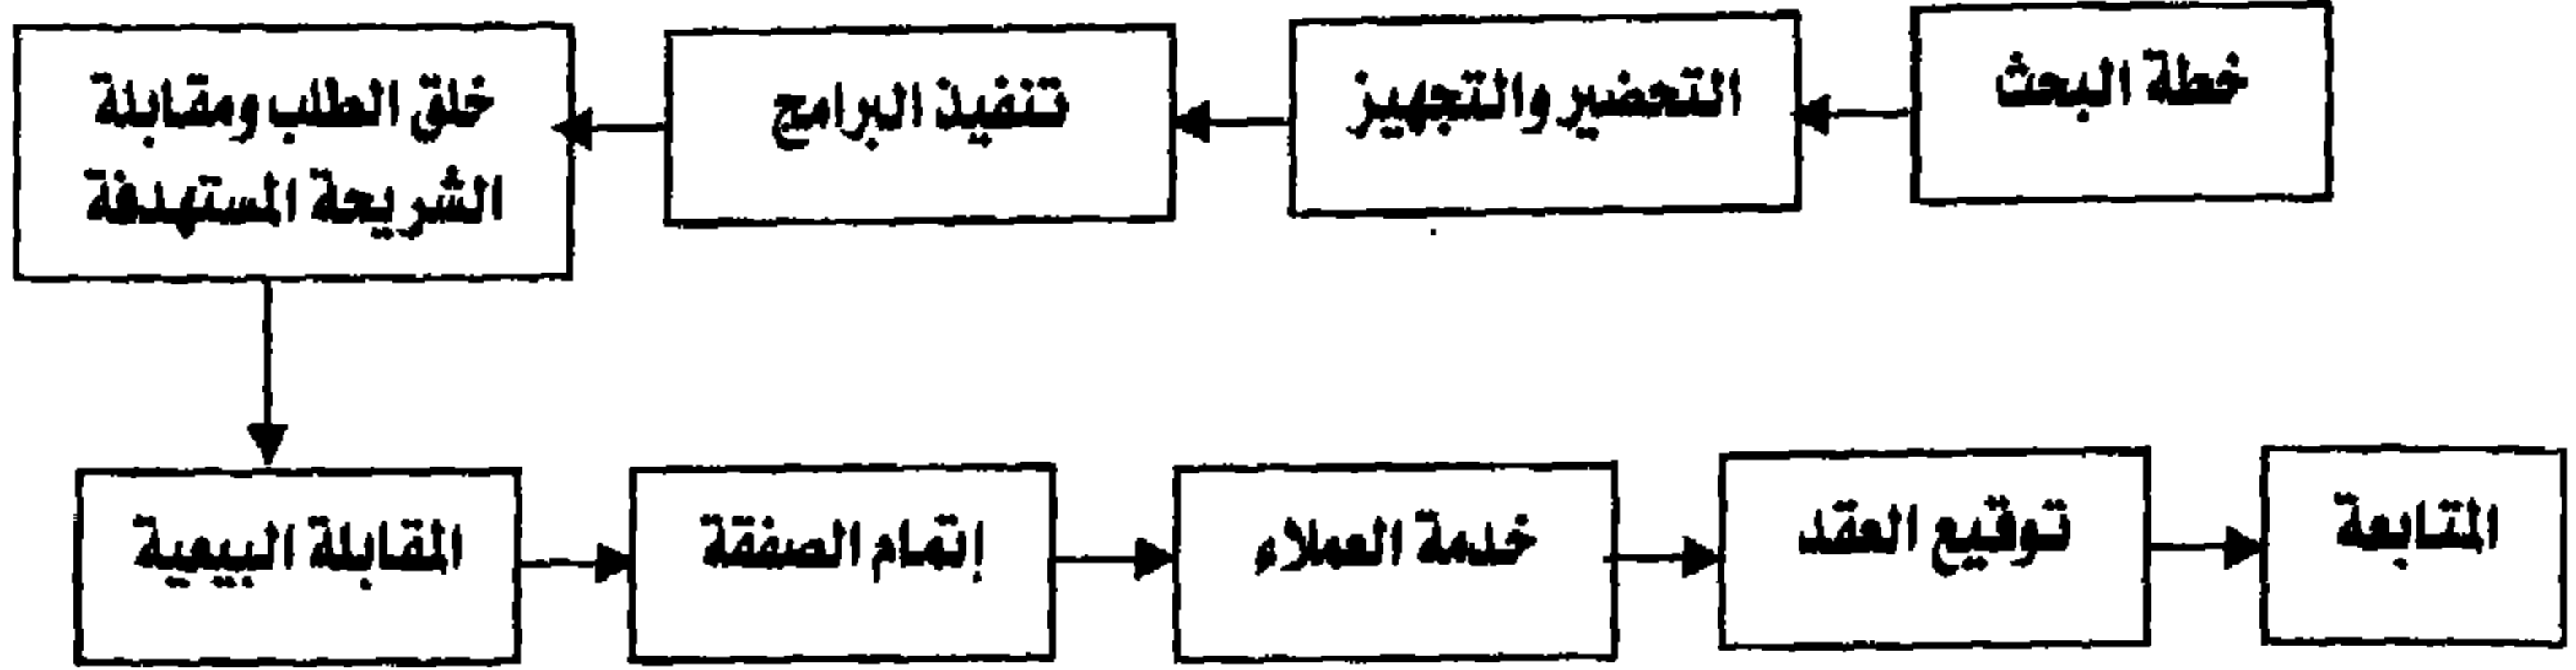 خطة البحث
التحضير والتجهيز
تنفيذ البرامج
خلق الطلب ومقابلة
الشريحة المستهدفة
المقابلة البيعية
إتمام الصفقة
خدمة العملاء
توقيع العقد
المتابعة